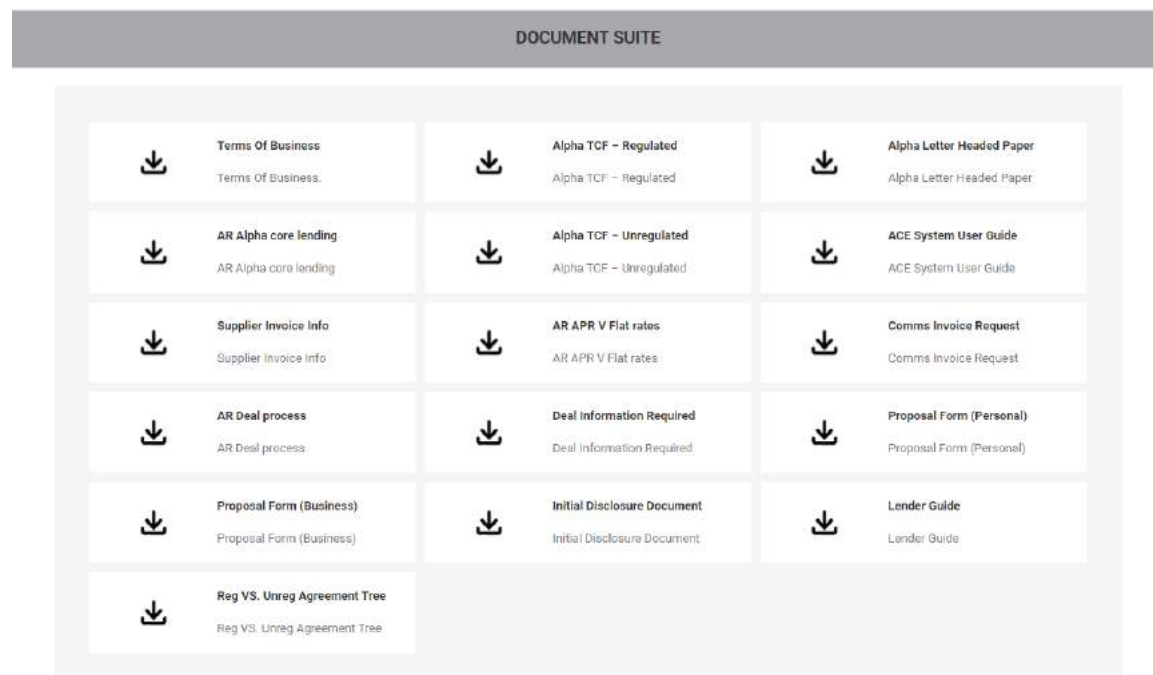 DOCUMENT SUITE
Terms Of Business
Terms Of Business.
Alpha TCF – Regulated
Alpha TCF – Regulated
Alpha Letter Headed Paper
Alpha Letter Headed Paper
AR Alpha core lending
AR Alpha core lending
Alpha TCF – Unregulated
Alpha TCF – Unregulated
ACE System User Guide
ACE System User Guide
Supplier Invoice Info
Supplier Invoice Info
AR APR V Flat rates
AR APR V Flat rates
Comms Invoice Request
Comms Invoice Request
AR Deal process
AR Deal process
Deal Information Required
Deal Information Required
Proposal Form (Personal)
Proposal Form (Personal)
Proposal Form (Business)
Proposal Form (Business)
Initial Disclosure Document
Initial Disclosure Document
Lender Guide
Lender Guide
Reg VS. Unreg Agreement Tree
Reg VS. Unreg Agreement Tree